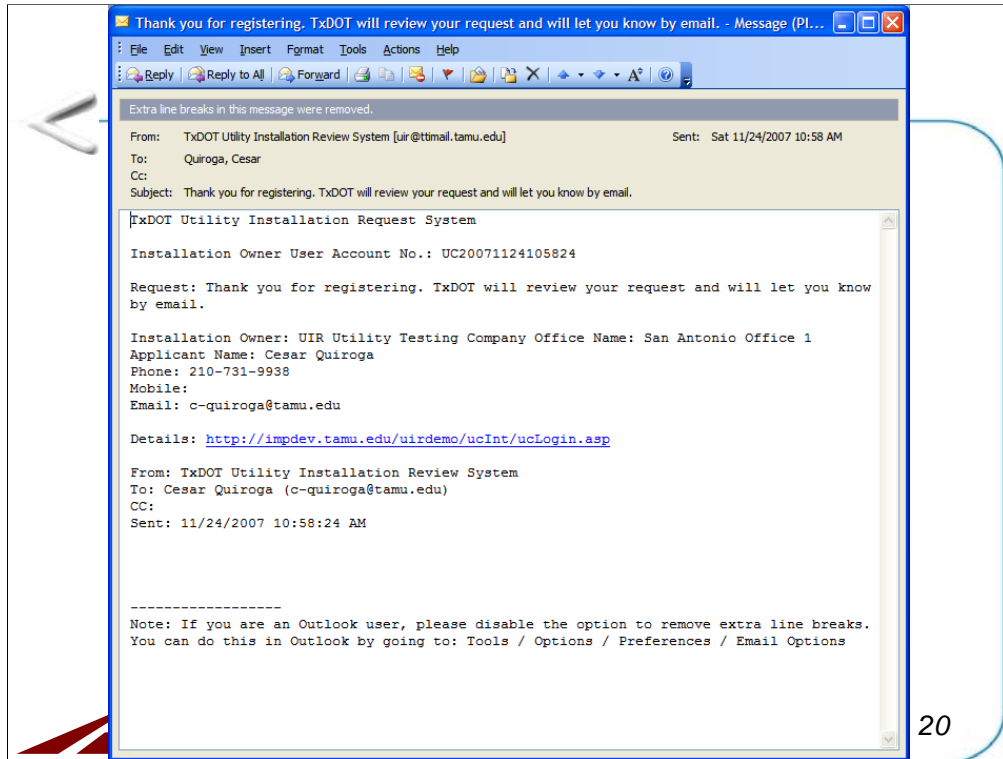 Thank you for registering. TxDOT will review your request and will let you know by email. - Message (Pl...
File Edit View Insert Format Tools Actions Help
Reply Reply to All Forward
Extra line breaks in this message were removed.
From: TxDOT Utility Installation Review System [uir@ttimail.tamu.edu] Sent: Sat 11/24/2007 10:58 AM
To: Quiroga, Cesar
Cc:
Subject: Thank you for registering. TxDOT will review your request and will let you know by email.
TxDOT Utility Installation Request System
Installation Owner User Account No.: UC20071124105824
Request: Thank you for registering. TxDOT will review your request and will let you know
by email.
Installation Owner: UIR Utility Testing Company Office Name: San Antonio Office 1
Applicant Name: Cesar Quiroga
Phone: 210-731-9938
Mobile:
Email: c-quiroga@tamu.edu
Details: http://impdev.tamu.edu/uirdemo/ucInt/ucLogin.asp
From: TxDOT Utility Installation Review System
To: Cesar Quiroga (c-quiroga@tamu.edu)
CC:
Sent: 11/24/2007 10:58:24 AM
------------------
Note: If you are an Outlook user, please disable the option to remove extra line breaks.
You can do this in Outlook by going to: Tools / Options / Preferences / Email Options
20